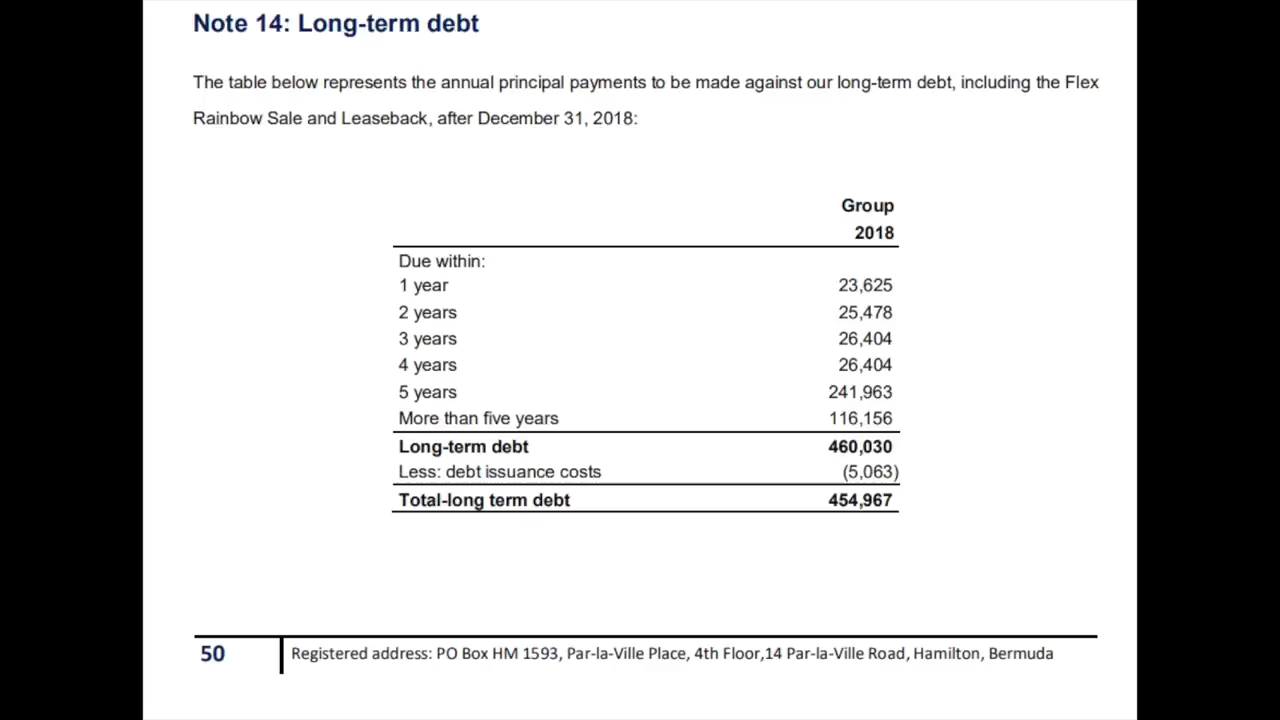 Note 14: Long-term debt
The table below represents the annual principal payments to be made against our long-term debt, including the Flex
Rainbow Sale and Leaseback, after December 31, 2018:
Group
2018
Due within:
1 year 23,625
2 years 25,478
3 years 26,404
4 years 26,404
5 years 241,963
More than five years 116,156
Long-term debt 460,030
Less: debt issuance costs (5,063)
Total-long term debt 454,967
50 Registered address: PO Box HM 1593, Par-la-Ville Place, 4th Floor,14 Par-la-Ville Road, Hamilton, Bermuda